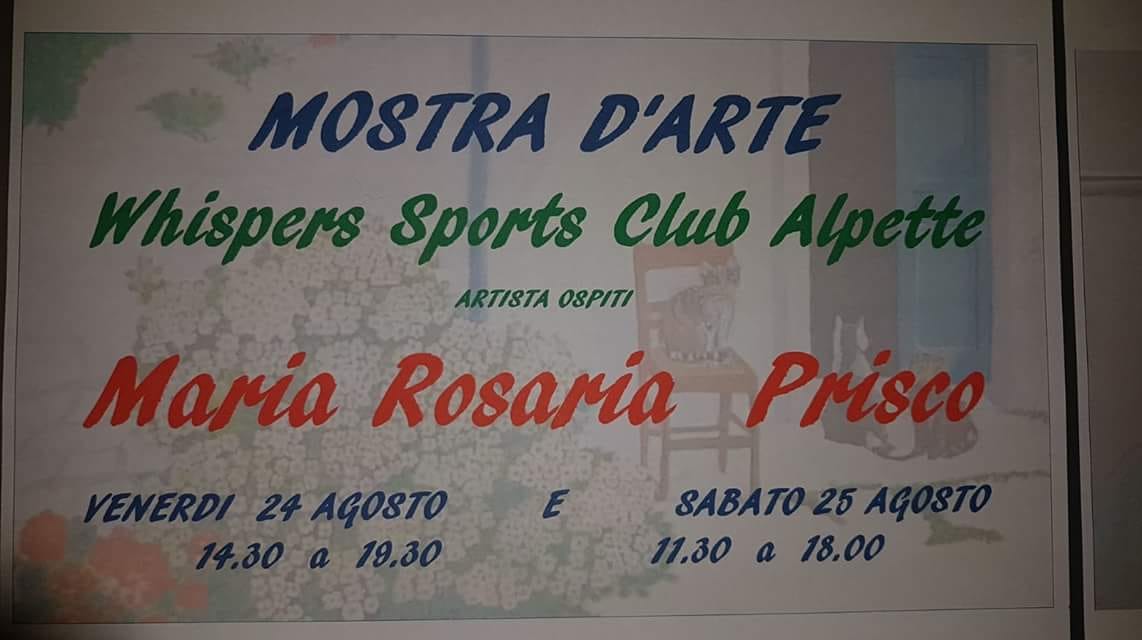 MOSTRA D'ARTE
Whispers Sports Club Alpette
ARTISTA OSPITI
Maria Rosaria Prisco
VENERDI 24 AGOSTO E SABATO 25 AGOSTO
14.30 a 19.30 11.30 a 18.00